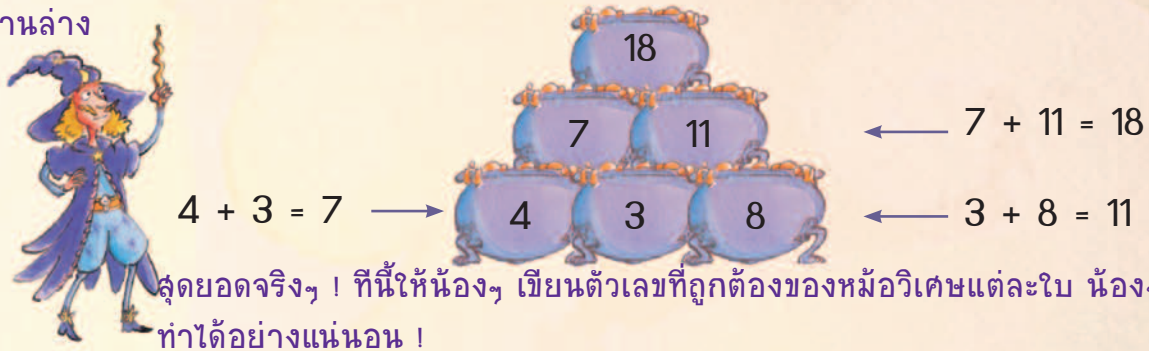 านล่าง
18
7 11
7 + 11 = 18
4 + 3 = 7
4 3 8
3 + 8 = 11
สุดยอดจริงๆ ! ทีนี้ให้น้องๆ เขียนตัวเลขที่ถูกต้องของหม้อวิเศษแต่ละใบ น้องๆ
ทำได้อย่างแน่นอน !